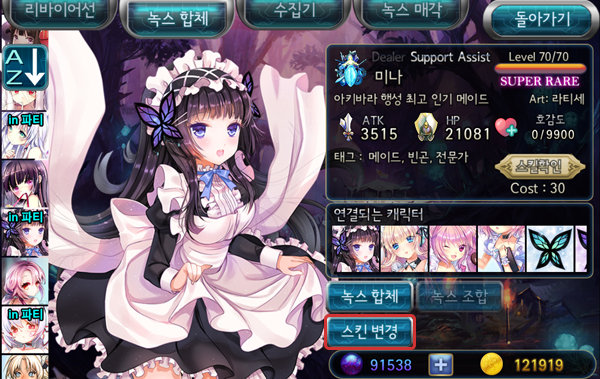 리바이어선
녹스 합체
수집기
녹스 매각
돌아가기
A
Z
in 파티
in 파티
in 파티
Dealer Support Assist
Level 70/70
미나
SUPER RARE
아키바라 행성 최고 인기 메이드
Art: 라티세
ATK
3515
HP
21081
호감도
0/9900
태그 : 메이드, 빈곤, 전문가
스킬확인
Cost : 30
연결되는 캐릭터
녹스 합체
녹스 조합
스킨 변경
91538
121919